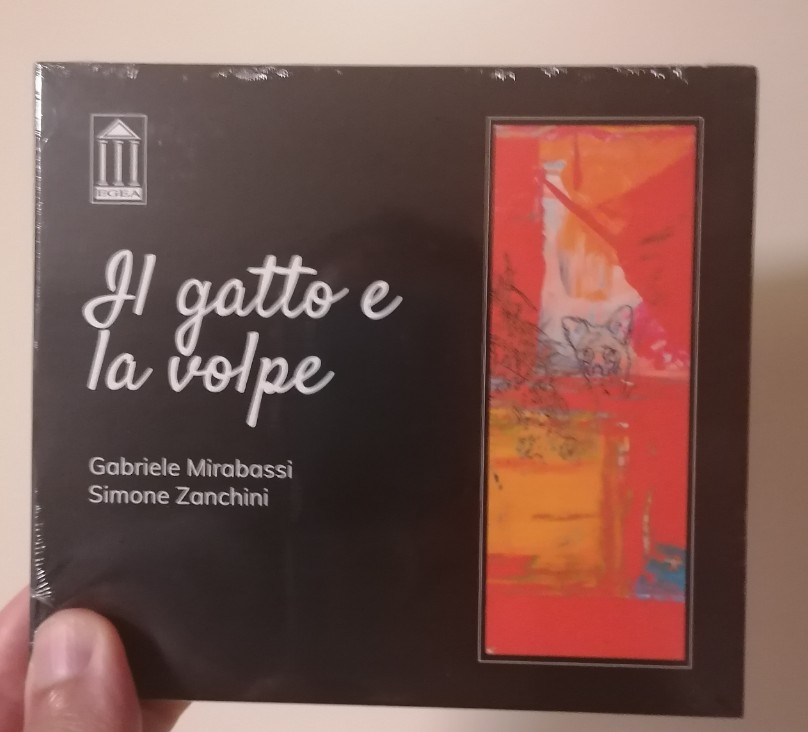 EGEA
Il gatto e
la volpe
Gabriele Mirabassi
Simone Zanchini